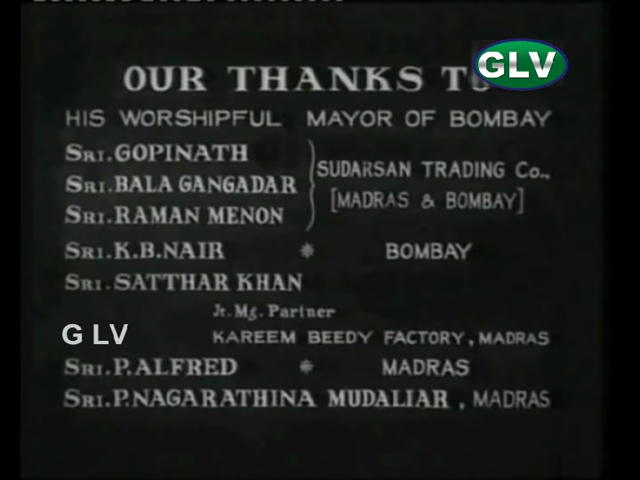 GLV
OUR THANKS TO
HIS WORSHIPFUL MAYOR OF BOMBAY
SRI.GOPINATH
SRI.BALA GANGADAR
SRI.RAMAN MENON
SUDARSAN TRADING Co.,
[MADRAS & BOMBAY]
SRI.K.B.NAIR * BOMBAY
SRI.SATTHAR KHAN
Jt. Mg. Partner
GLV
KAREEM BEEDY FACTORY, MADRAS
SRI.P.ALFRED * MADRAS
SRI.P.NAGARATHINA MUDALIAR, MADRAS